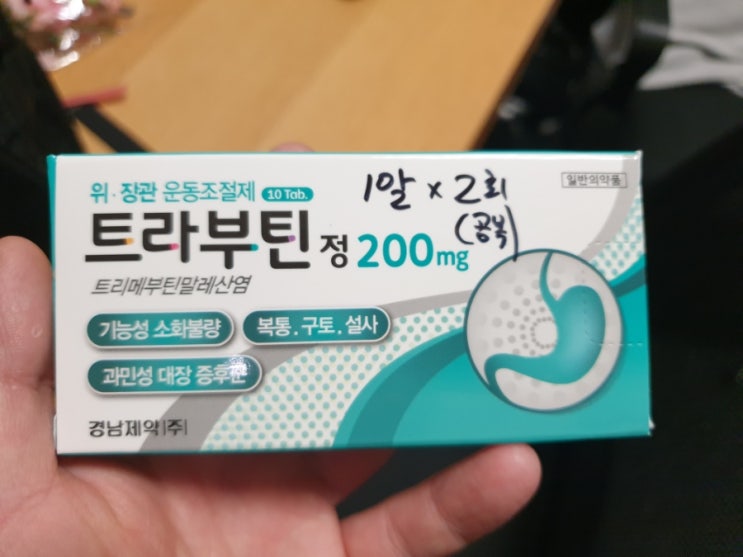 위·장관 운동조절제 10 Tab.
1알 x 2회
(공복)
일반의약품
트라부틴 정 200mg
트리메부틴말레산염
기능성 소화불량
복통.구토.설사
과민성 대장 증후군
경남제약(주)